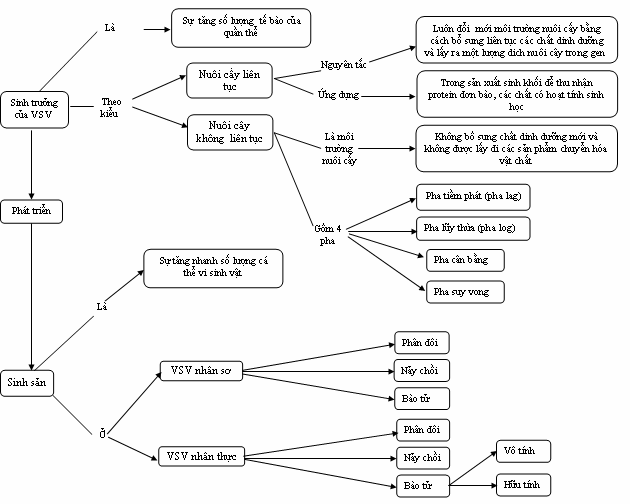 Là
Sự tăng số lượng tế bào của
quần thể
Sinh trưởng
của VSV
Theo
kiểu
Nuôi cấy liên
tục
Nguyên tắc
Luôn đổi mới môi trường nuôi cấy bằng
cách bổ sung liên tục các chất dinh dưỡng
và lấy ra một lượng dich nuôi cây trong gen
Ứng dụng
Trong sản xuất sinh khối để thu nhận
protein đơn bào, các chất có hoạt tính sinh
học
Nuôi cây
không liên tục
Là môi
trường
nuôi cấy
Không bổ sung chất dinh dưỡng mới và
không được lấy đi các sản phẩm chuyển hóa
vật chất
Gồm 4
pha
Pha tiềm phát (pha lag)
Pha lũy thừa (pha log)
Pha cân bằng
Pha suy vong
Phát triển
Là
Sự tăng nhanh số lượng cá
thể vi sinh vật
Sinh sản
Ở
VSV nhân sơ
Phân đôi
Nảy chồi
Bào tử
VSV nhân thực
Phân đôi
Nảy chồi
Bào tử
Vô tính
Hữu tính